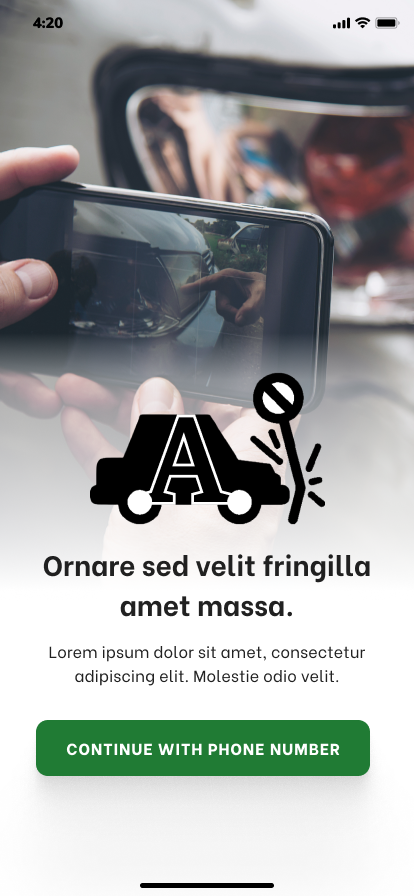 4:20
A
Ornare sed velit fringilla
amet massa.
Lorem ipsum dolor sit amet, consectetur
adipiscing elit. Molestie odio velit.
CONTINUE WITH PHONE NUMBER